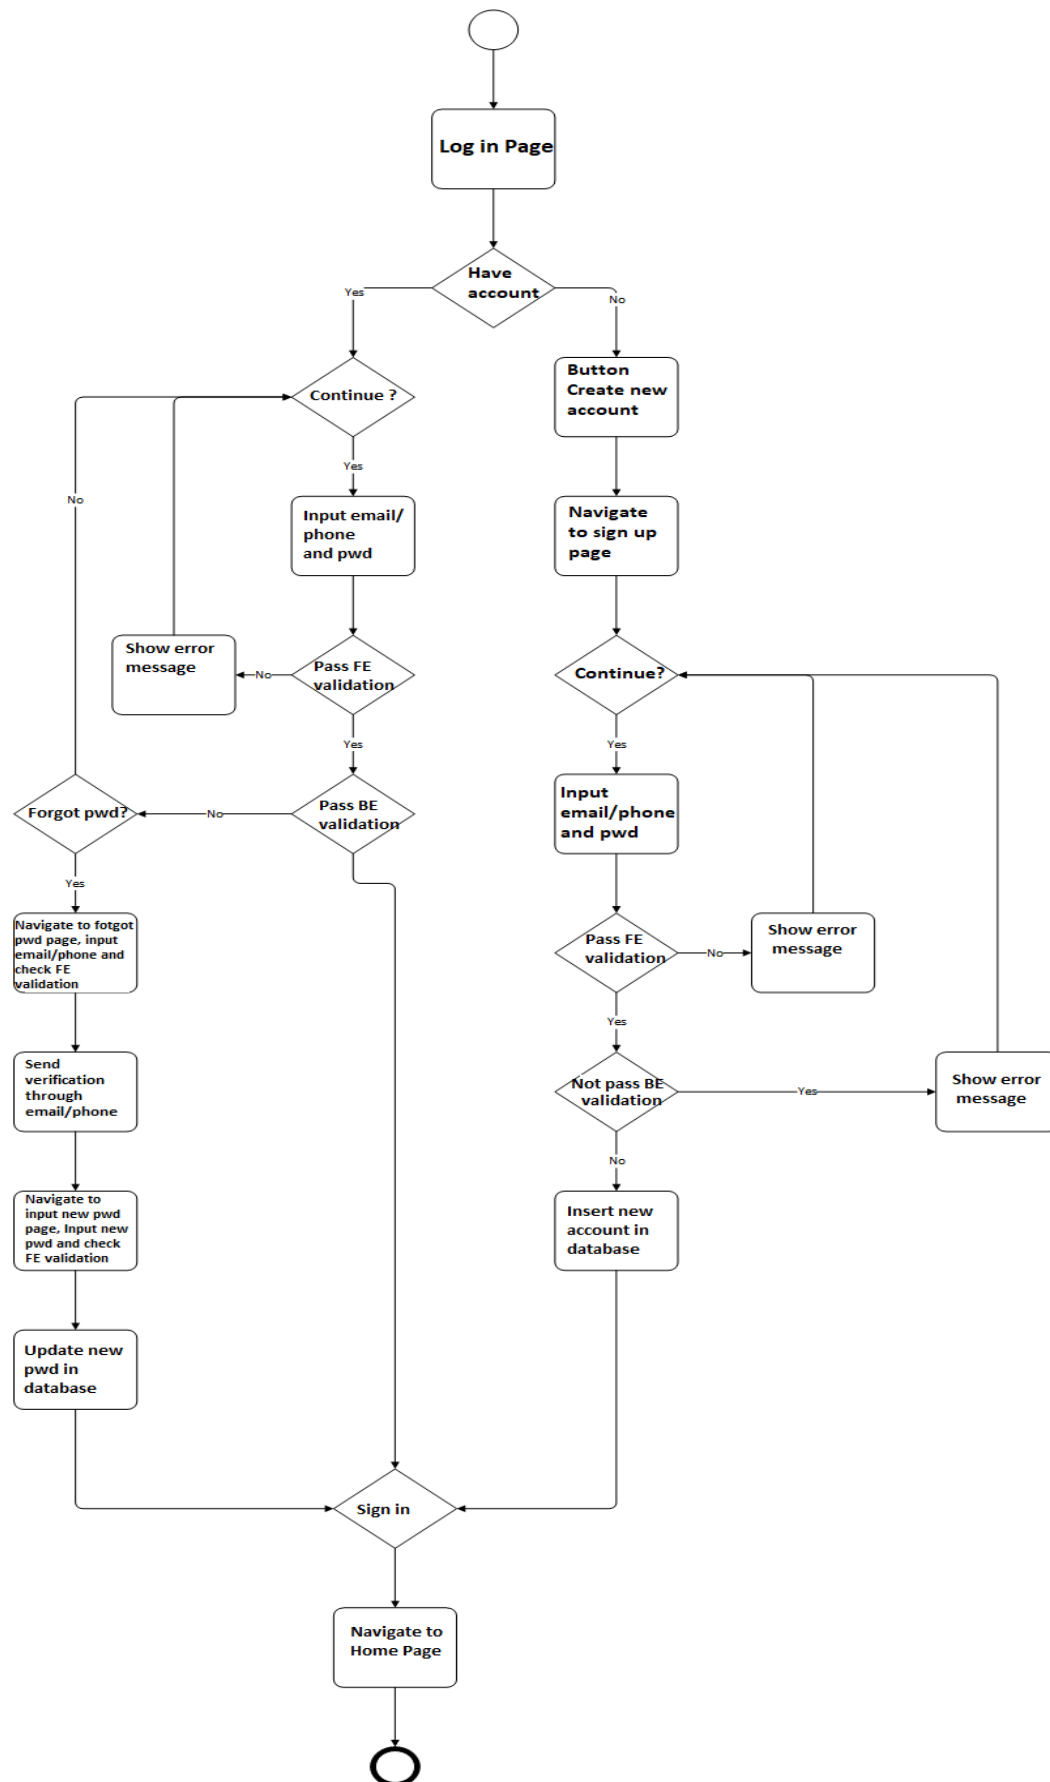 Log in Page
Have
account
Yes
No
Continue ?
Button
Create new
account
Yes
No
Input email/
phone
and pwd
Navigate
to sign up
page
Show error
message
No
Pass FE
validation
Continue?
Yes
Yes
Forgot pwd?
No
Pass BE
validation
Input
email/phone
and pwd
Yes
Navigate to fotgot
pwd page, input
email/phone and
check FE
validation
Pass FE
validation
No
Show error
message
Yes
Send
verification
through
email/phone
Not pass BE
validation
Yes
Show error
message
No
Navigate to
input new pwd
page, Input new
pwd and check
FE validation
Insert new
account in
database
Update new
pwd in
database
Sign in
Navigate to
Home Page